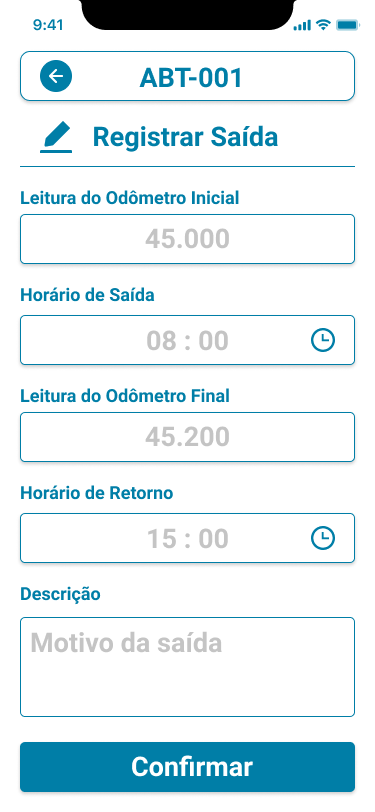 9:41
ABT-001
Registrar Saída
Leitura do Odômetro Inicial
45.000
Horário de Saída
08 : 00
Leitura do Odômetro Final
45.200
Horário de Retorno
15 : 00
Descrição
Motivo da saída
Confirmar